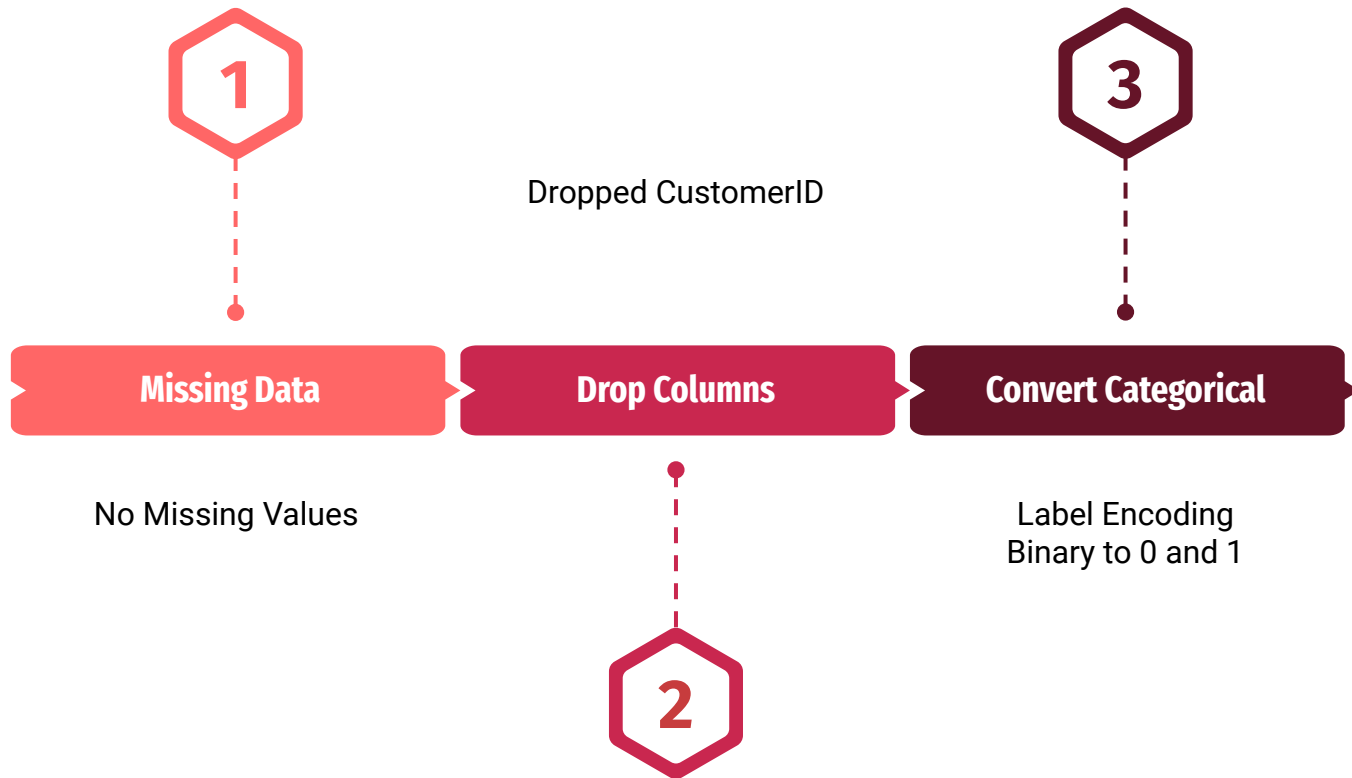 1
3
Dropped CustomerID
Missing Data
Drop Columns
Convert Categorical
No Missing Values
Label Encoding
Binary to 0 and 1
2